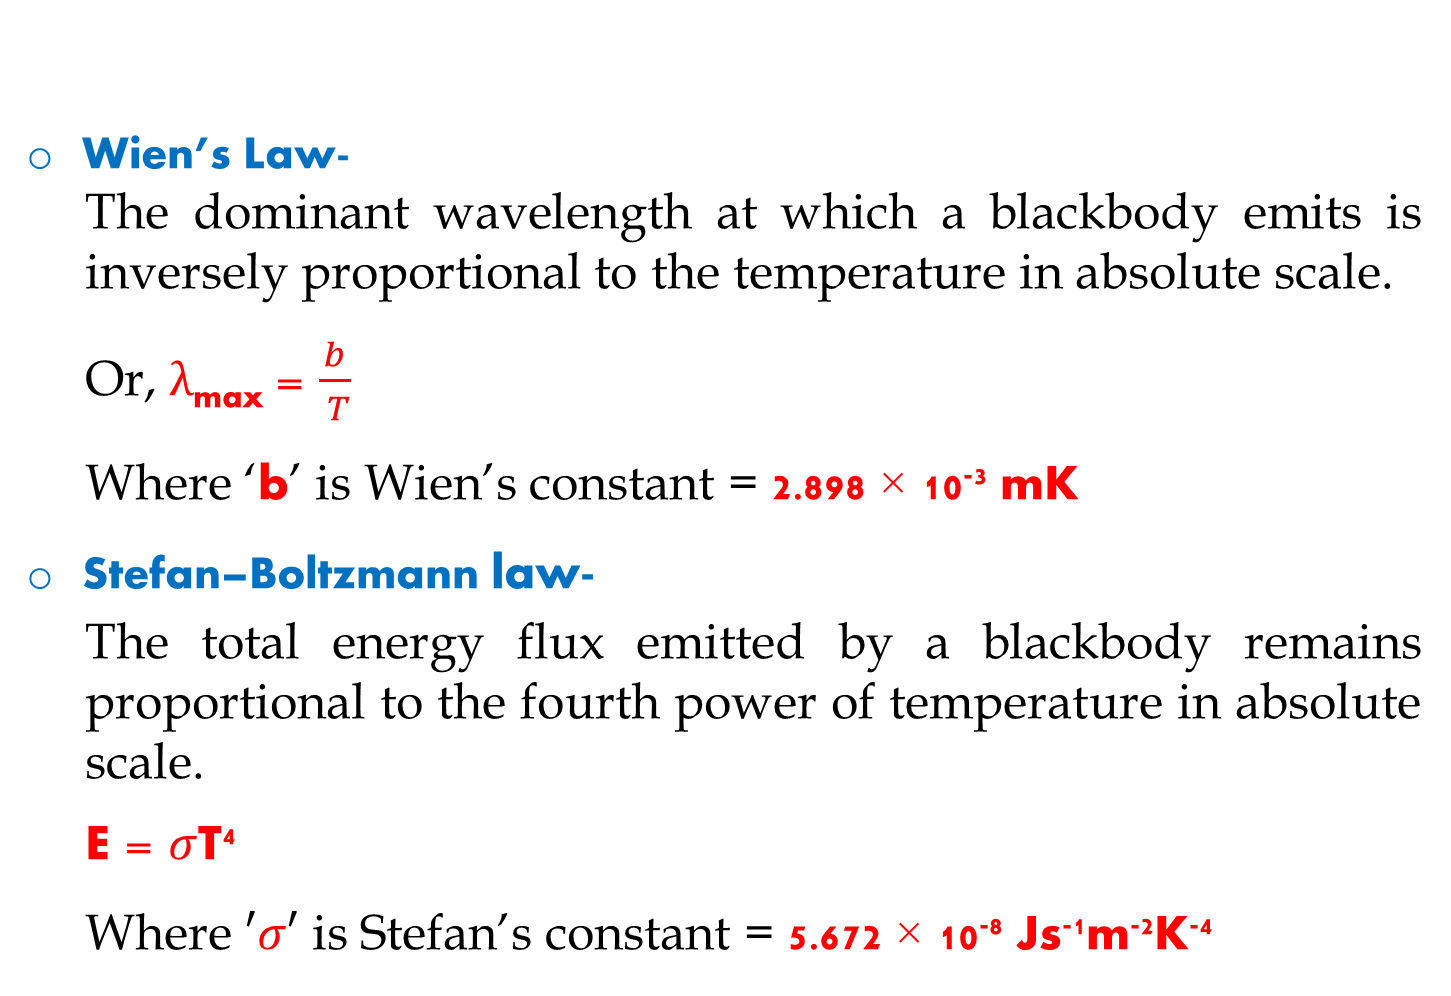 ○ Wien’s Law-
The dominant wavelength at which a blackbody emits is
inversely proportional to the temperature in absolute scale.
Or, λₘₐₓ = b/T
Where ‘b’ is Wien’s constant = 2.898 × 10⁻³ mK
○ Stefan–Boltzmann law-
The total energy flux emitted by a blackbody remains
proportional to the fourth power of temperature in absolute
scale.
E = σT⁴
Where 'σ' is Stefan’s constant = 5.672 × 10⁻⁸ Js⁻¹m⁻²K⁻⁴